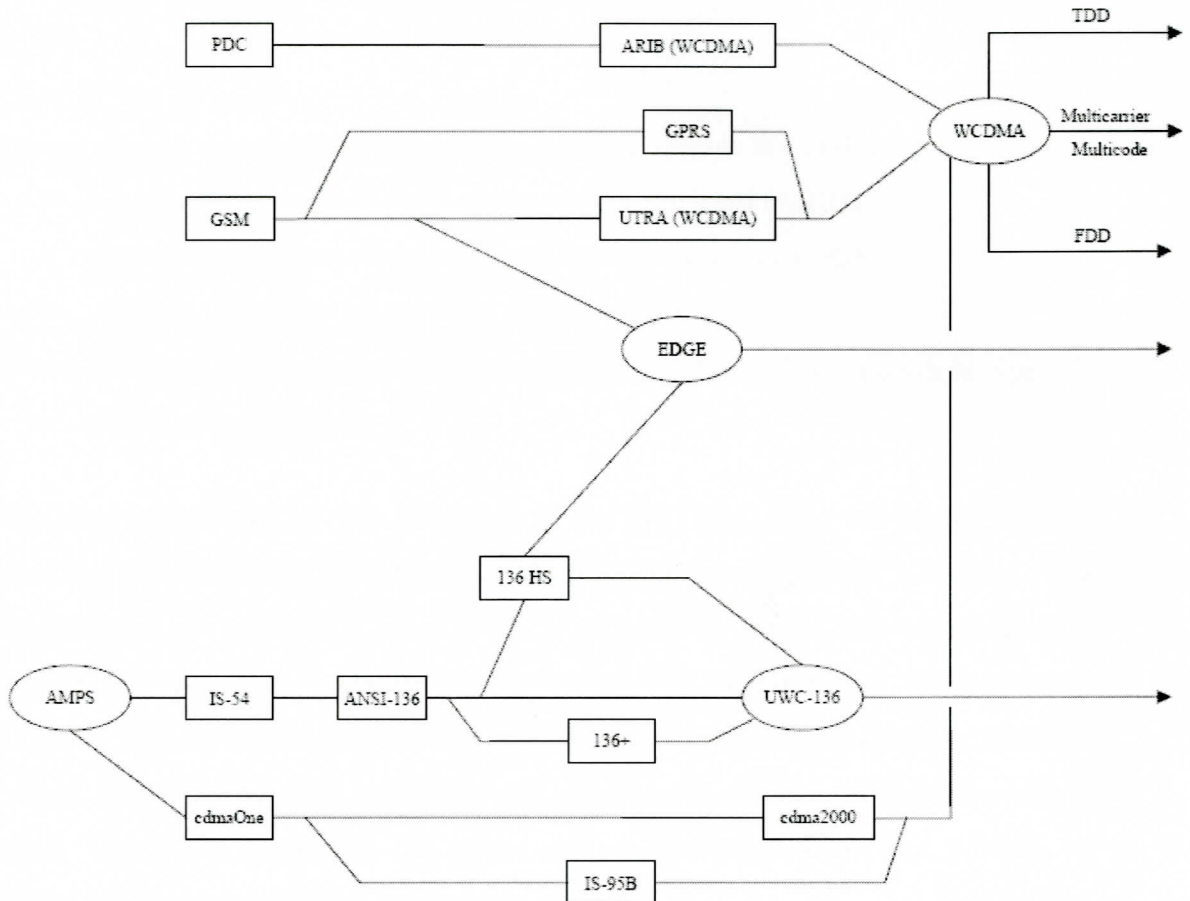 TDD
PDC
ARIB (WCDMA)
GPRS
WCDMA
Multicarrier
Multicode
GSM
UTRA (WCDMA)
FDD
EDGE
136 HS
AMPS
IS-54
ANSI-136
UWC-136
136+
cdmaOne
cdma2000
IS-95B